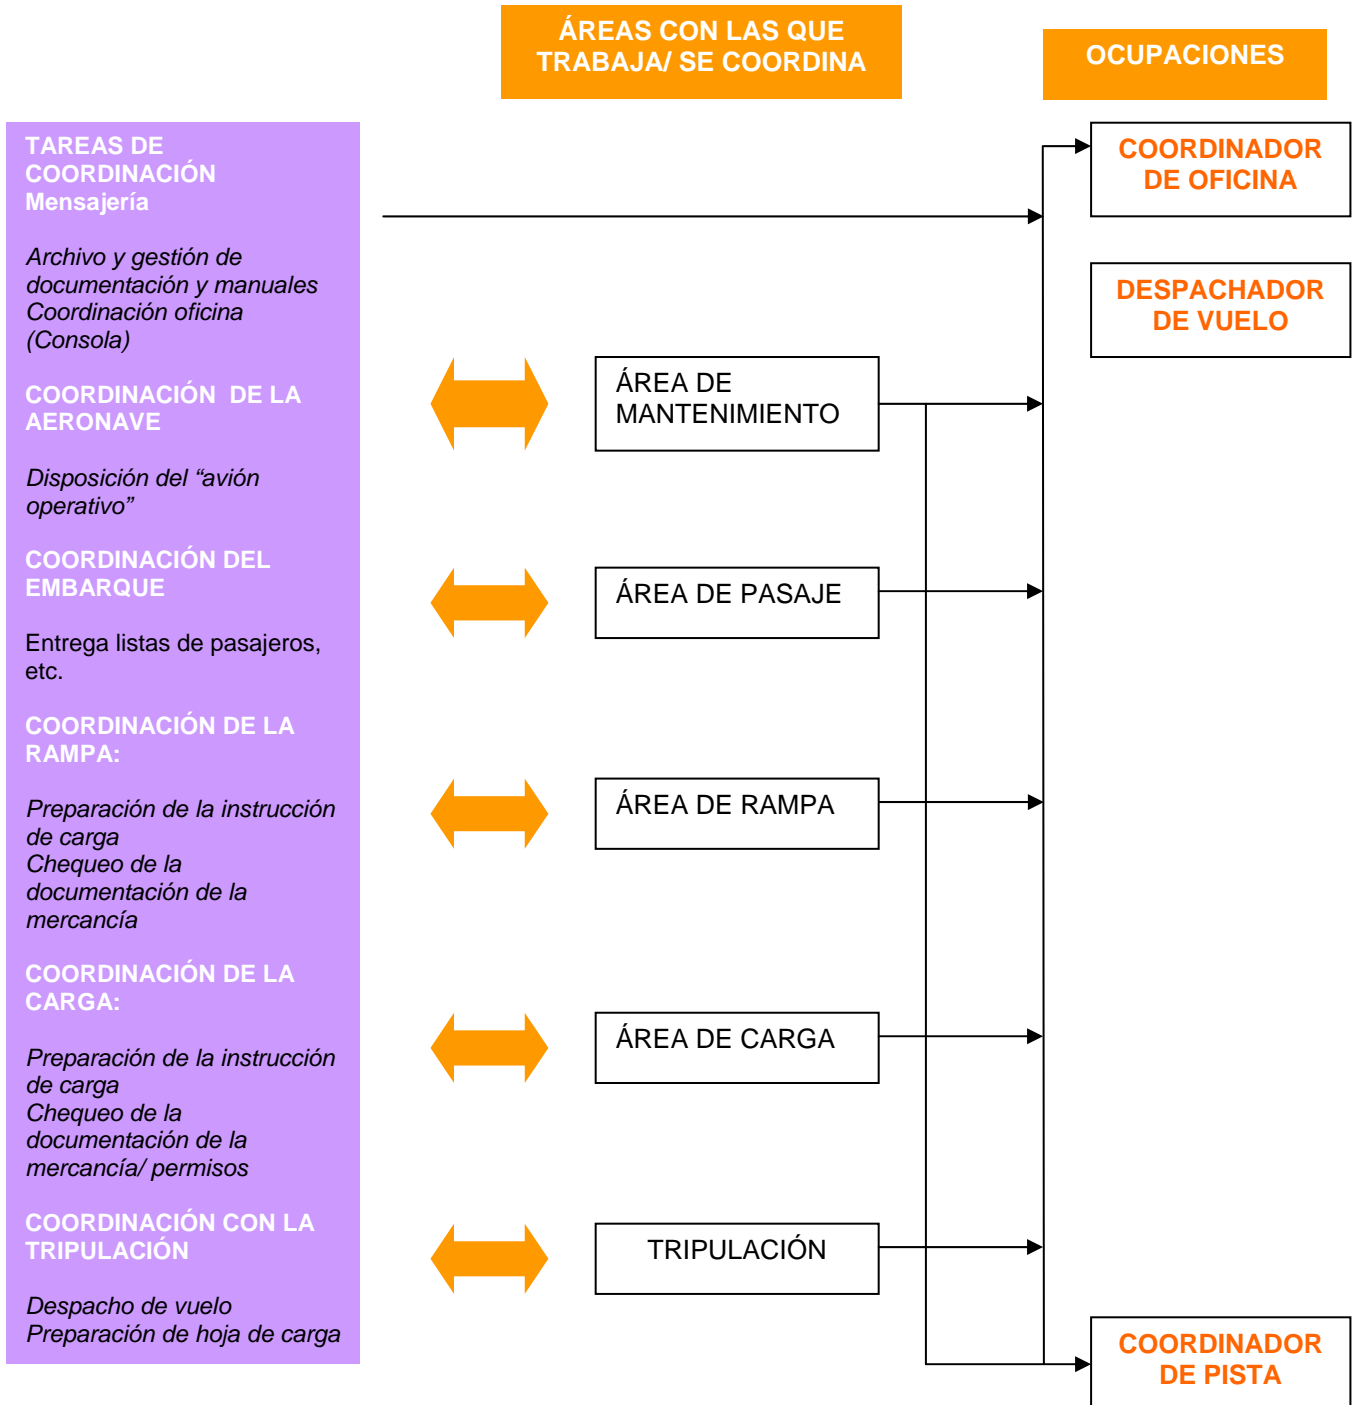 ÁREAS CON LAS QUE
TRABAJA/ SE COORDINA
OCUPACIONES
TAREAS DE
COORDINACIÓN
Mensajería
Archivo y gestión de
documentación y manuales
Coordinación oficina
(Consola)
COORDINACIÓN  DE LA
AERONAVE
Disposición del “avión
operativo”
COORDINACIÓN DEL
EMBARQUE
Entrega listas de pasajeros,
etc.
COORDINACIÓN DE LA
RAMPA:
Preparación de la instrucción
de carga
Chequeo de la
documentación de la
mercancía
COORDINACIÓN DE LA
CARGA:
Preparación de la instrucción
de carga
Chequeo de la
documentación de la
mercancía/ permisos
COORDINACIÓN CON LA
TRIPULACIÓN
Despacho de vuelo
Preparación de hoja de carga
ÁREA DE
MANTENIMIENTO
ÁREA DE PASAJE
ÁREA DE RAMPA
ÁREA DE CARGA
TRIPULACIÓN
COORDINADOR
DE OFICINA
DESPACHADOR
DE VUELO
COORDINADOR
DE PISTA